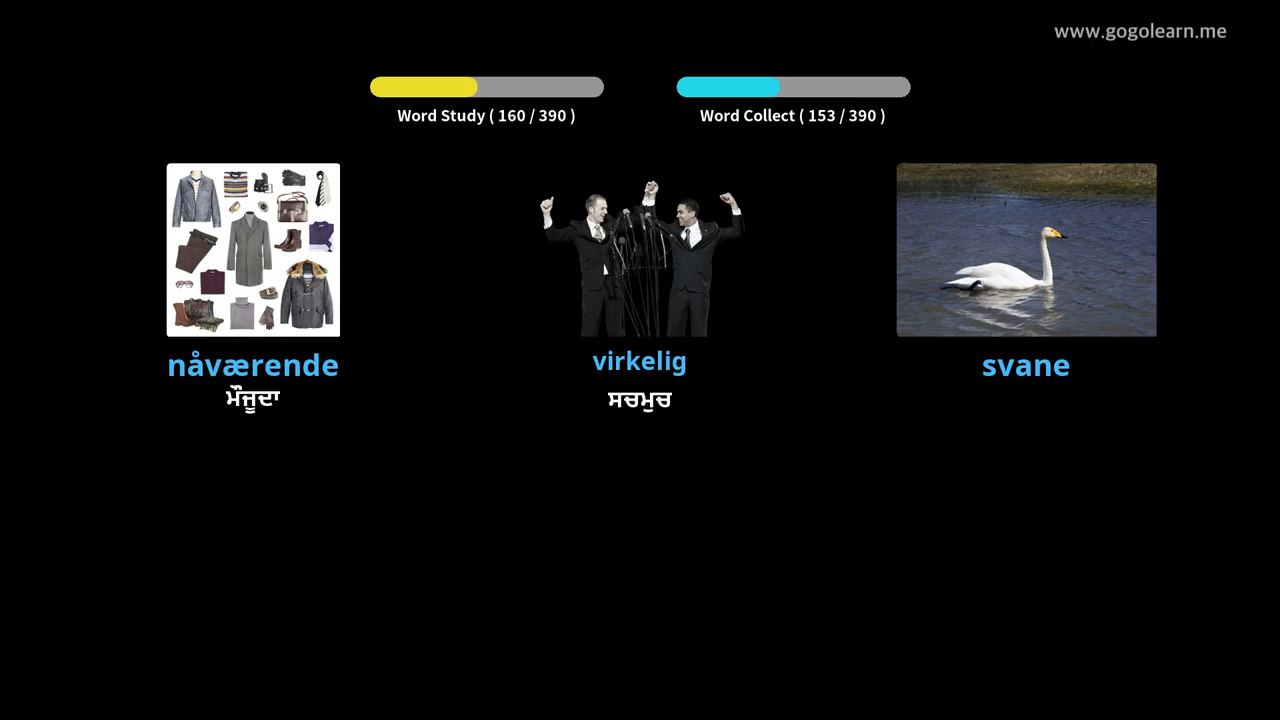 www.gogolearn.me
Word Study ( 160 / 390 )
Word Collect ( 153 / 390 )
nåværende
ਮੌਜੂਦਾ
virkelig
ਸਚਮੁਚ
svane